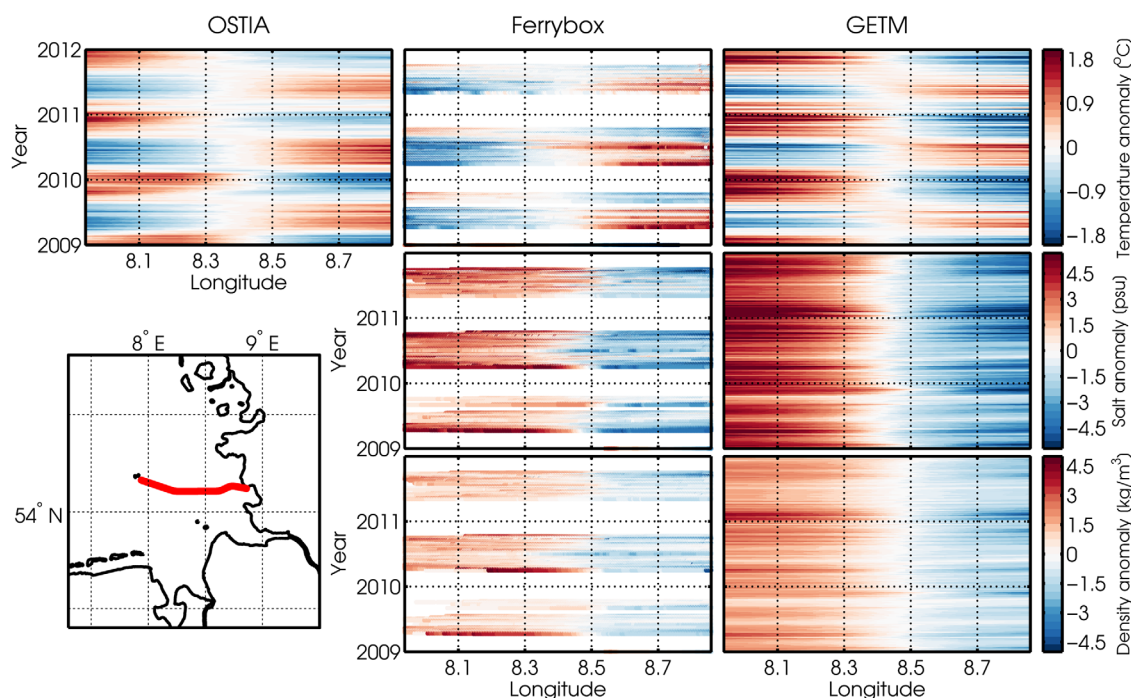 OSTIA Ferrybox GETM
2012
2011
2010
2009
Year
8.1 8.3 8.5 8.7
Longitude
1.8
0.9
0
−0.9
−1.8
Temperature anomaly (°C)
2011
2010
2009
Year
4.5
3
1.5
0
−1.5
−3
−4.5
Salt anomaly (psu)
8° E 9° E
54° N
2011
2010
2009
Year
8.1 8.3 8.5 8.7
Longitude
8.1 8.3 8.5 8.7
Longitude
4.5
3
1.5
0
−1.5
−3
−4.5
Density anomaly (kg/m³)